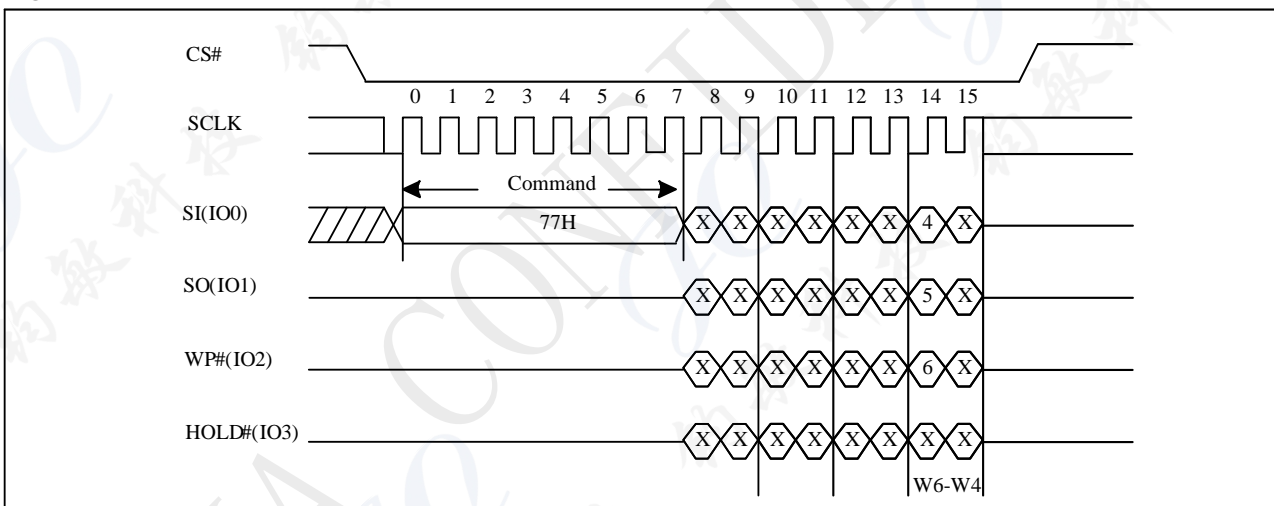 CS#
0 1 2 3 4 5 6 7 8 9 10 11 12 13 14 15
SCLK
Command
SI(IO0) 77H X X X X X X 4 X
SO(IO1) X X X X X X 5 X
WP#(IO2) X X X X X X 6 X
HOLD#(IO3) X X X X X X X X
W6-W4
CONFID
A